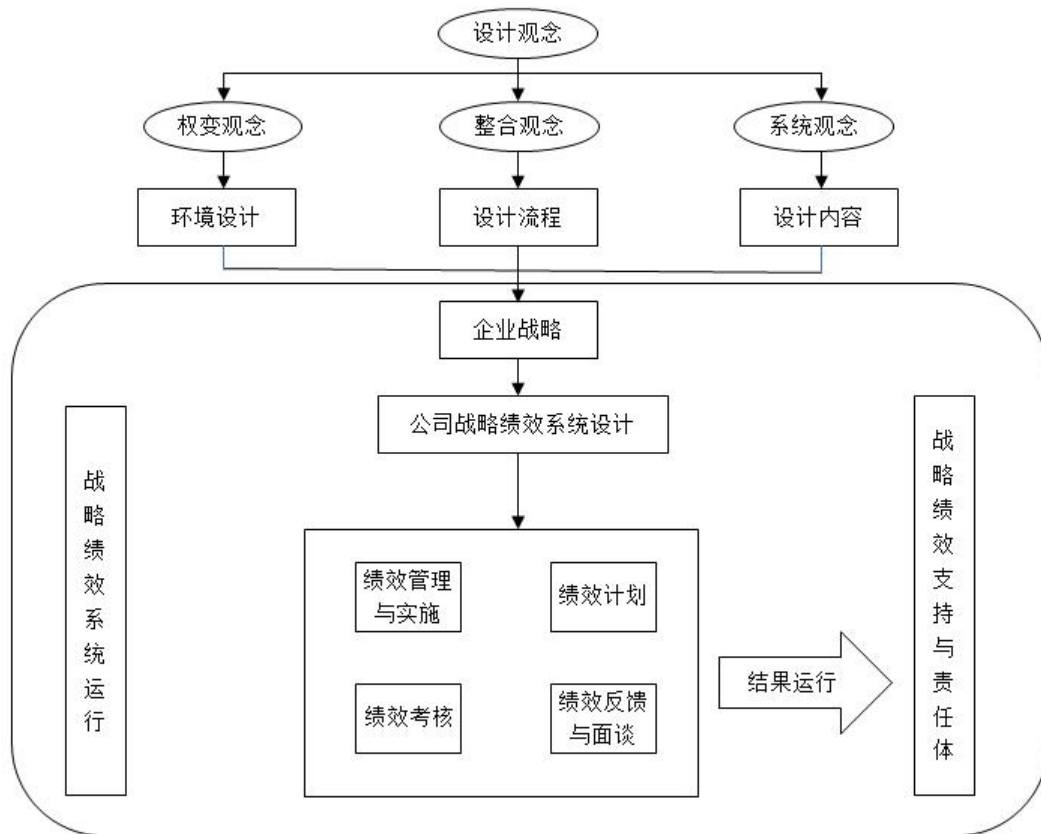 设计观念
权变观念
整合观念
系统观念
环境设计
设计流程
设计内容
企业战略
公司战略绩效系统设计
战略绩效系统运行
绩效管理
与实施
绩效计划
绩效考核
绩效反馈
与面谈
结果运行
战略绩效支持与责任体